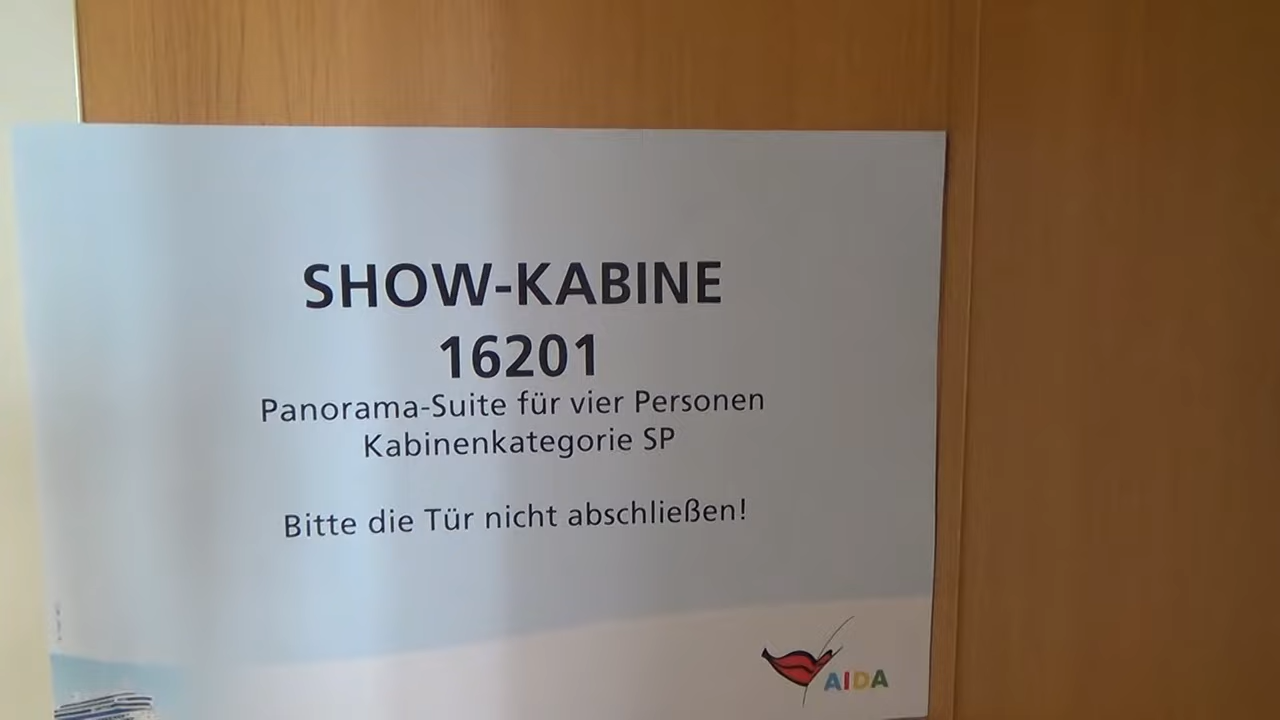 SHOW-KABINE
16201
Panorama-Suite für vier Personen
Kabinenkategorie SP
Bitte die Tür nicht abschließen!
AIDA